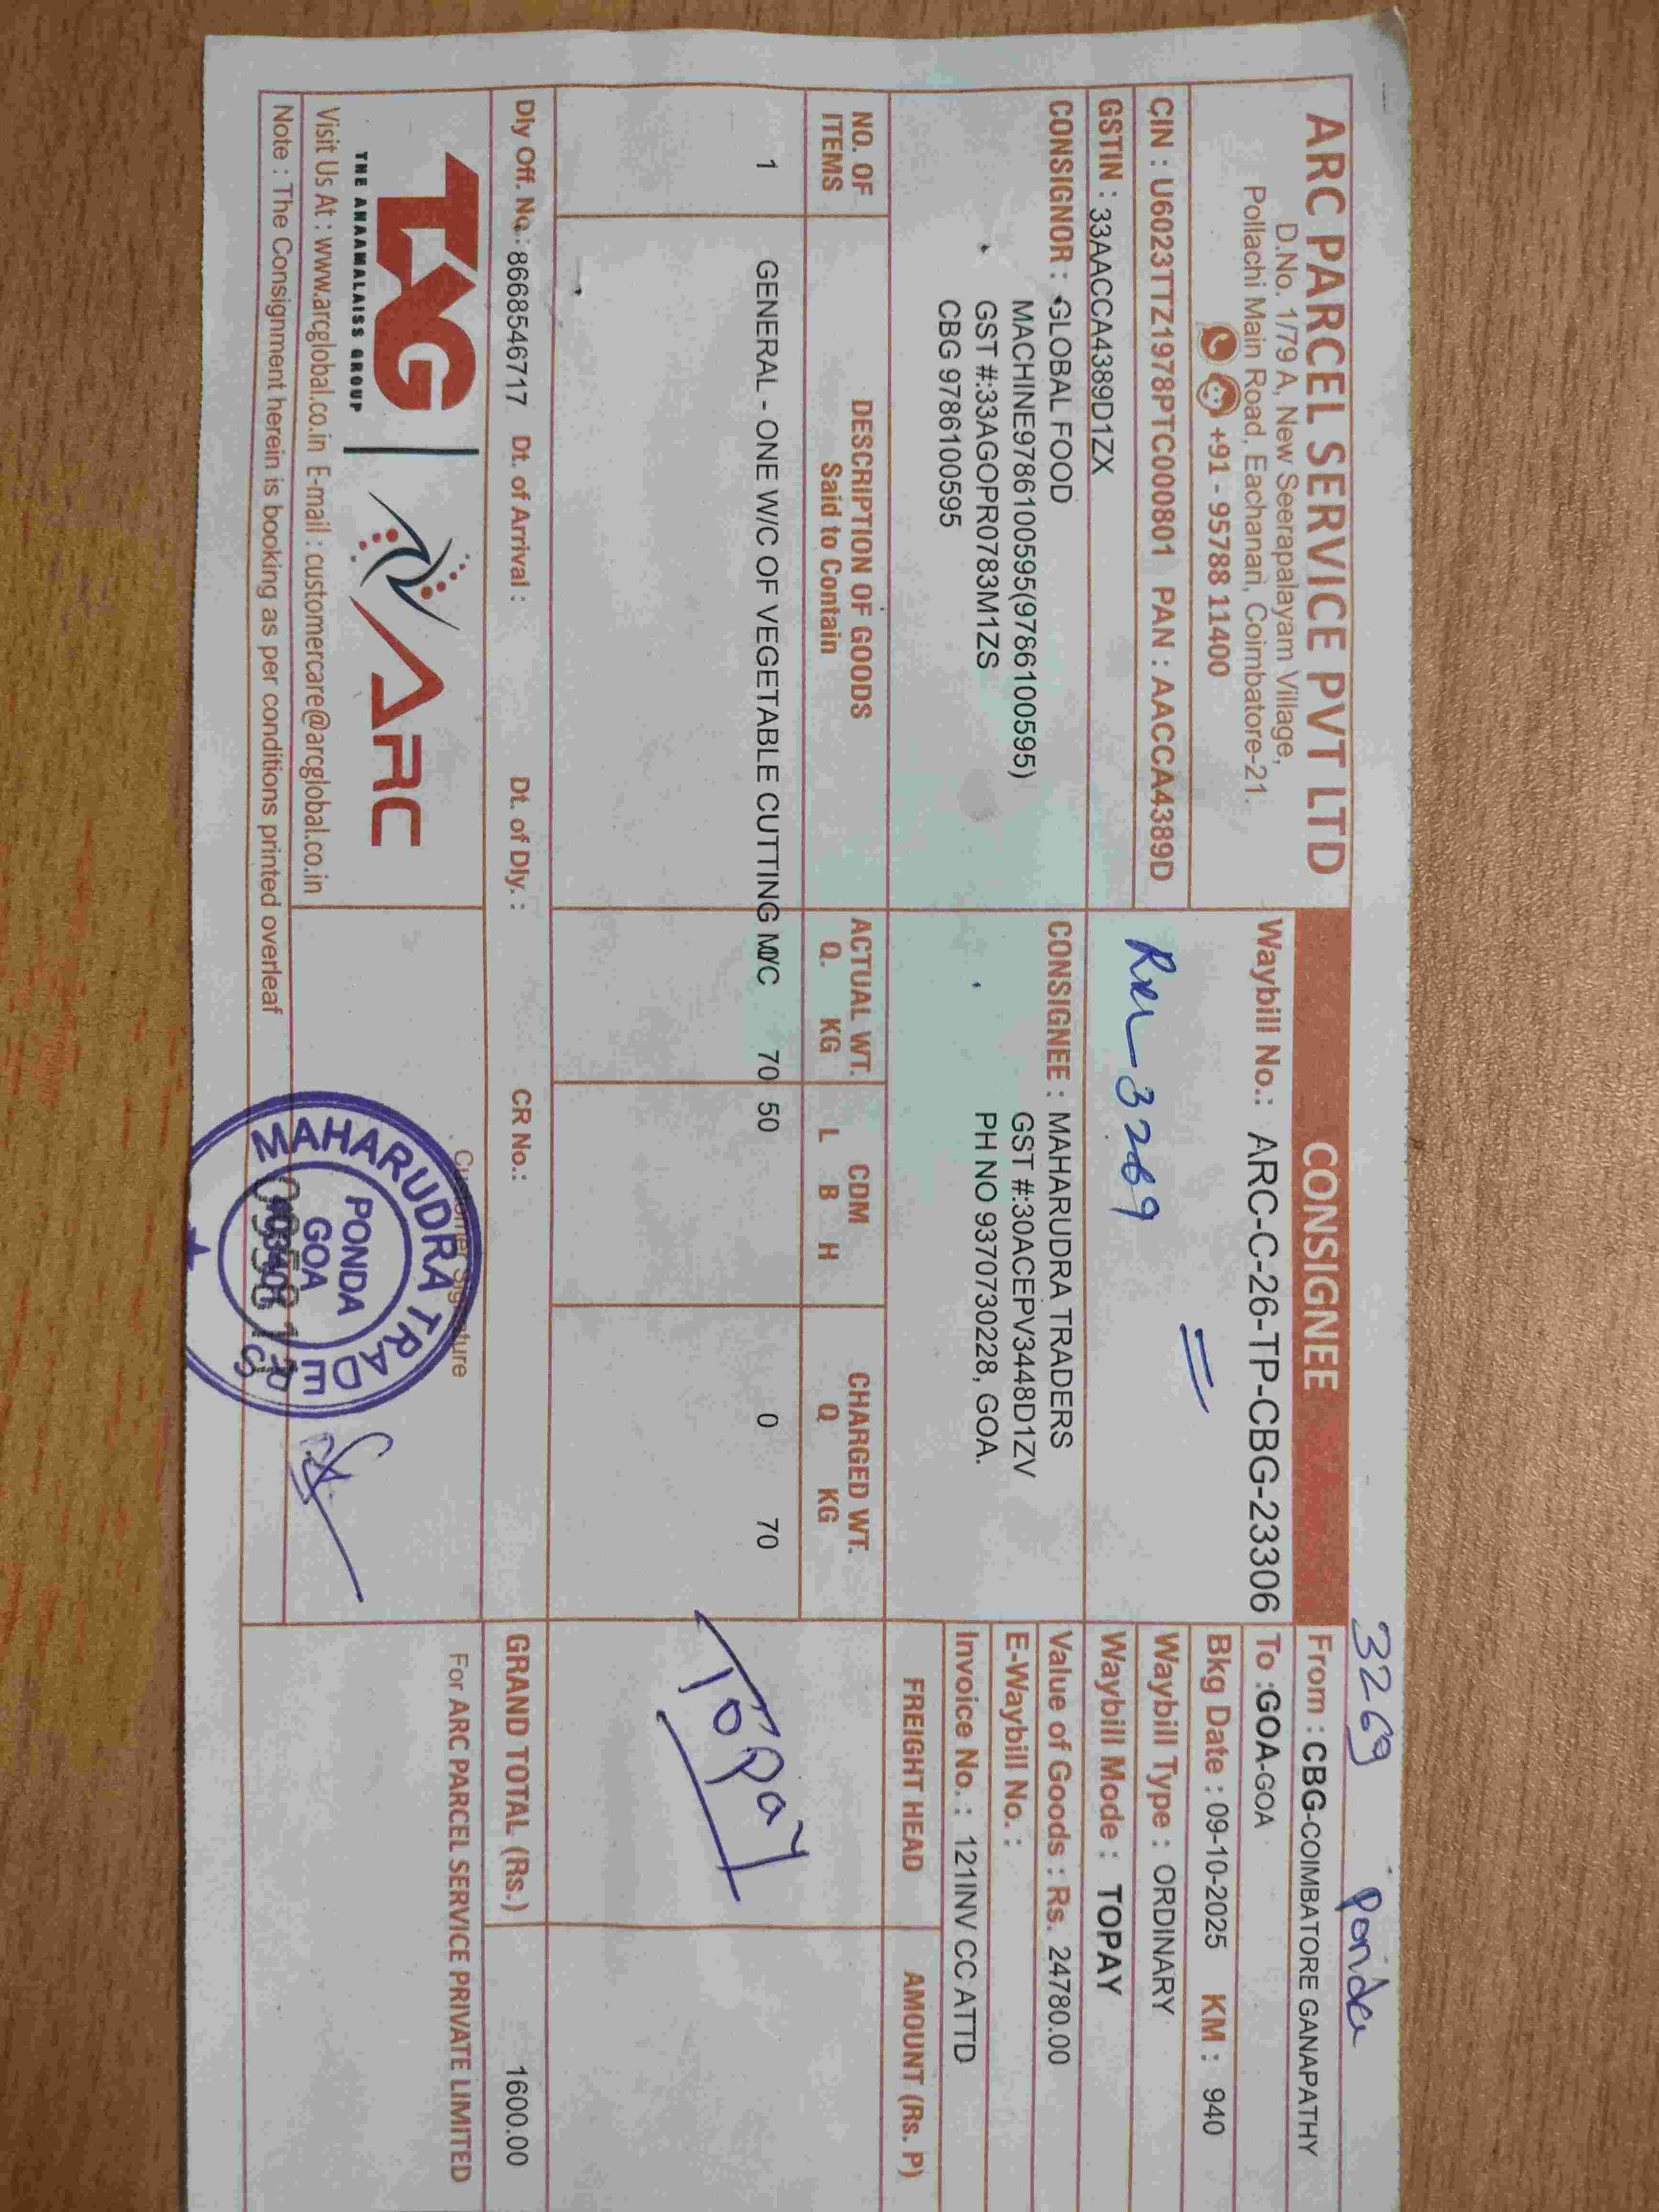 3269 Ponda
ARC PARCEL SERVICE PVT LTD
D.No. 1/79 A, New Seerapalayam Village,
Pollachi Main Road, Eachanari, Coimbatore-21.
+91 - 95788 11400
CIN : U6023TTZ1978PTC000801 PAN : AACCA4389D
GSTIN : 33AACCA4389D1ZX
CONSIGNEE
Waybill No.: ARC-C-26-TP-CBG-23306
3269
From : CBG-COIMBATORE GANAPATHY
To : GOA-GOA
Bkg Date : 09-10-2025 KM : 940
Waybill Type : ORDINARY
Waybill Mode : TOPAY
Value of Goods : Rs. 24780.00
E-Waybill No. :
Invoice No. : 121INV CC ATTD
CONSIGNOR : GLOBAL FOOD
MACHINE9786100595(9786100595)
GST #:33AGOPR0783M1ZS
CBG 9786100595
CONSIGNEE : MAHARUDRA TRADERS
GST #:30ACEPV3448D1ZV
PH NO 9370730228, GOA.
NO. OF ITEMS
DESCRIPTION OF GOODS
Said to Contain
ACTUAL WT.
Q. KG
CDM
L B H
CHARGED WT.
Q KG
FREIGHT HEAD
AMOUNT (Rs. P)
1 GENERAL - ONE W/C OF VEGETABLE CUTTING M/C 70 50 0 70
To pay
Dly Off. No.: 8668546717 Dt. of Arrival : Dt. of Dly. : CR No.:
GRAND TOTAL (Rs.) 1600.00
TAG
THE ANAAMALAISS GROUP
ARC
Customer Signature
MAHARUDRA TRADERS
PONDA
GOA
For ARC PARCEL SERVICE PRIVATE LIMITED
Visit Us At : www.arcglobal.co.in E-mail : customercare@arcglobal.co.in
Note : The Consignment herein is booking as per conditions printed overleaf